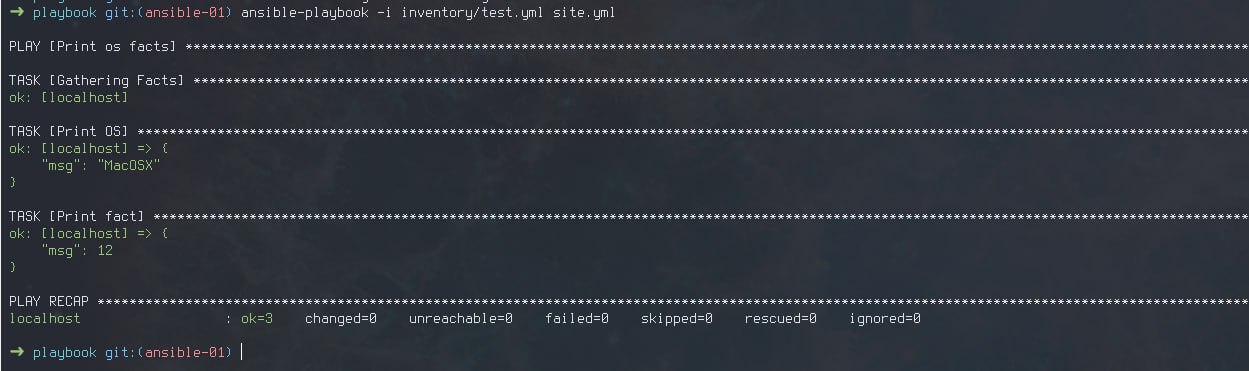 ➜ playbook git:(ansible-01) ansible-playbook -i inventory/test.yml site.yml
PLAY [Print os facts] ************************************************************************************************************************************
TASK [Gathering Facts] ***********************************************************************************************************************************
ok: [localhost]
TASK [Print OS] ******************************************************************************************************************************************
ok: [localhost] => {
    "msg": "MacOSX"
}
TASK [Print fact] ****************************************************************************************************************************************
ok: [localhost] => {
    "msg": 12
}
PLAY RECAP ***********************************************************************************************************************************************
localhost                  : ok=3    changed=0    unreachable=0    failed=0    skipped=0    rescued=0    ignored=0
➜ playbook git:(ansible-01)